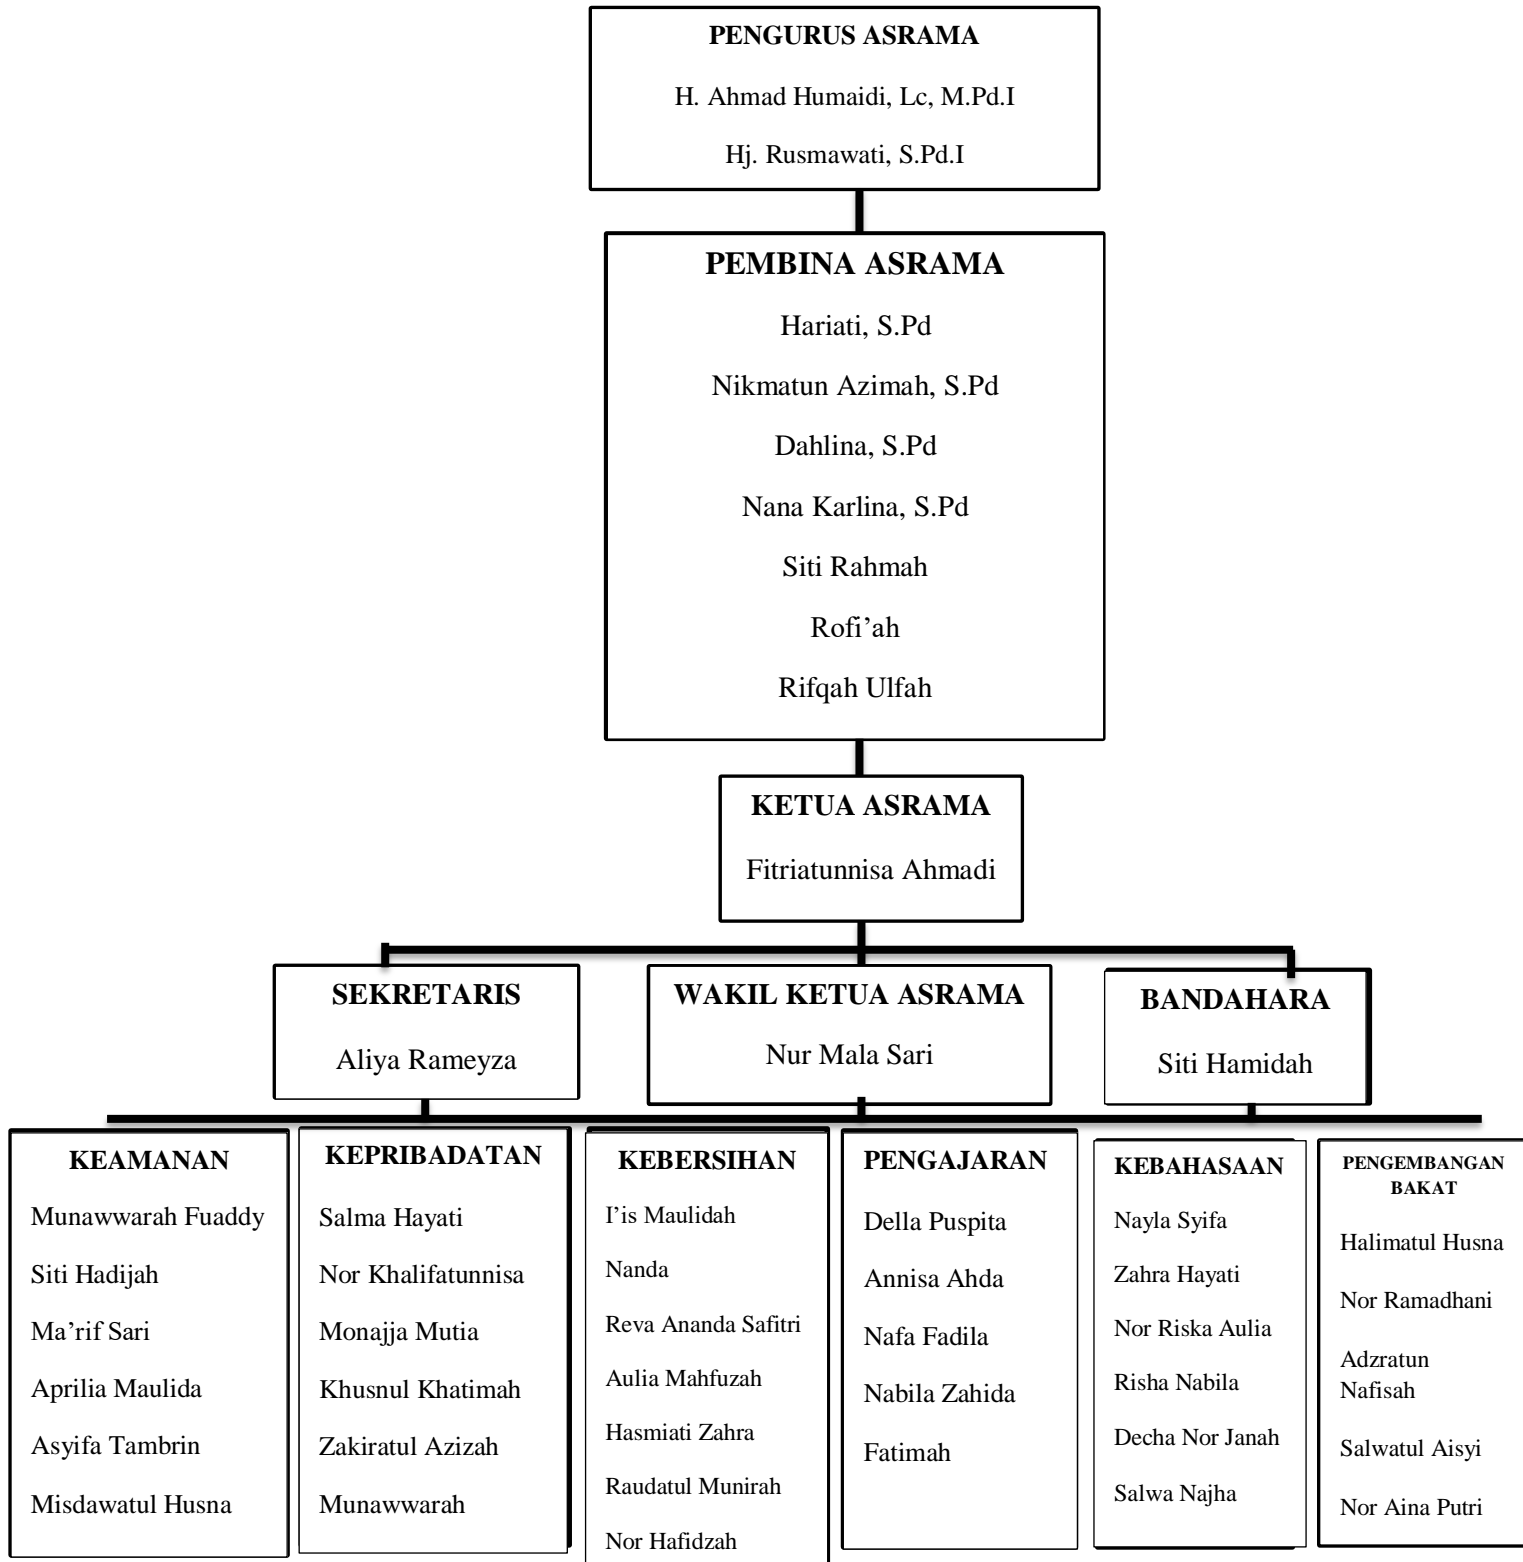 PENGURUS ASRAMA
H. Ahmad Humaidi, Lc, M.Pd.I
Hj. Rusmawati, S.Pd.I
PEMBINA ASRAMA
Hariati, S.Pd
Nikmatun Azimah, S.Pd
Dahlina, S.Pd
Nana Karlina, S.Pd
Siti Rahmah
Rofi’ah
Rifqah Ulfah
KETUA ASRAMA
Fitriatunnisa Ahmadi
SEKRETARIS
Aliya Rameyza
WAKIL KETUA ASRAMA
Nur Mala Sari
BANDAHARA
Siti Hamidah
KEAMANAN
Munawwarah Fuaddy
Siti Hadijah
Ma’rif Sari
Aprilia Maulida
Asyifa Tambrin
Misdawatul Husna
KEPRIBADATAN
Salma Hayati
Nor Khalifatunnisa
Monajja Mutia
Khusnul Khatimah
Zakiratul Azizah
Munawwarah
KEBERSIHAN
I’is Maulidah
Nanda
Reva Ananda Safitri
Aulia Mahfuzah
Hasmiati Zahra
Raudatul Munirah
Nor Hafidzah
PENGAJARAN
Della Puspita
Annisa Ahda
Nafa Fadila
Nabila Zahida
Fatimah
KEBAHASAAN
Nayla Syifa
Zahra Hayati
Nor Riska Aulia
Risha Nabila
Decha Nor Janah
Salwa Najha
PENGEMBANGAN
BAKAT
Halimatul Husna
Nor Ramadhani
Adzratun
Nafisah
Salwatul Aisyi
Nor Aina Putri